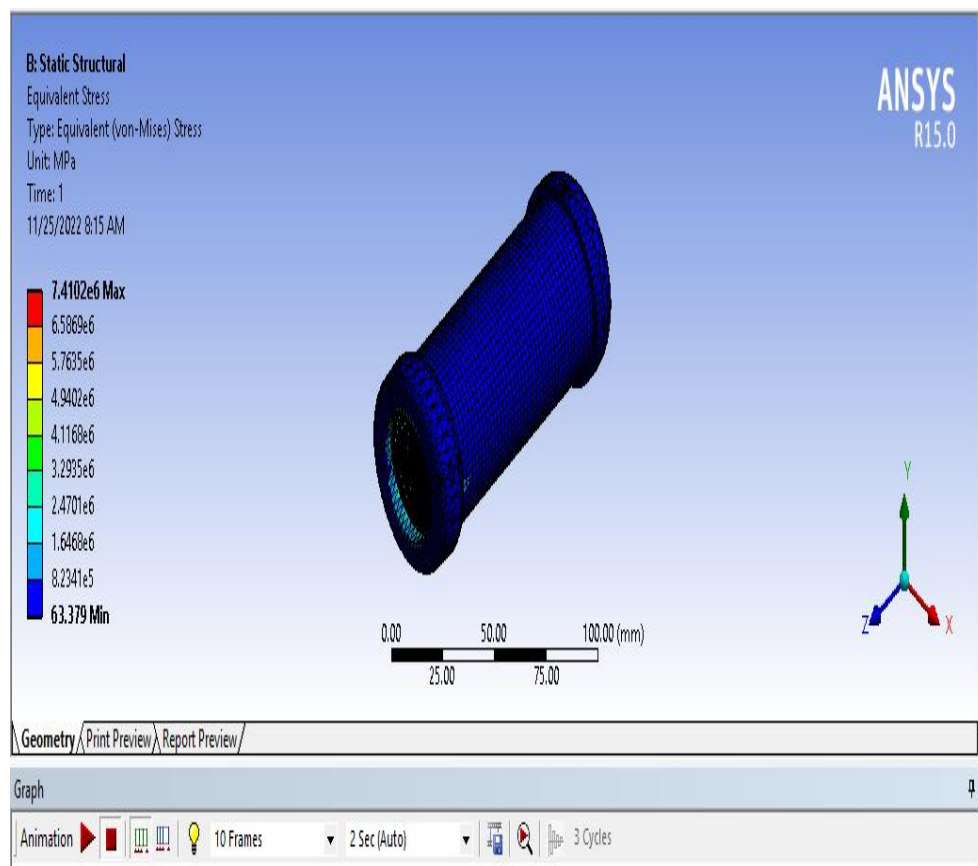 B: Static Structural
Equivalent Stress
Type: Equivalent (von-Mises) Stress
Unit: MPa
Time: 1
11/25/2022 8:15 AM
ANSYS
R15.0
7.4102e6 Max
6.5869e6
5.7635e6
4.9402e6
4.1168e6
3.2935e6
2.4701e6
1.6468e6
8.2341e5
63.379 Min
0.00 50.00 100.00 (mm)
25.00 75.00
Y
Z X
Geometry Print Preview Report Preview
Graph
Animation 10 Frames 2 Sec (Auto) 3 Cycles